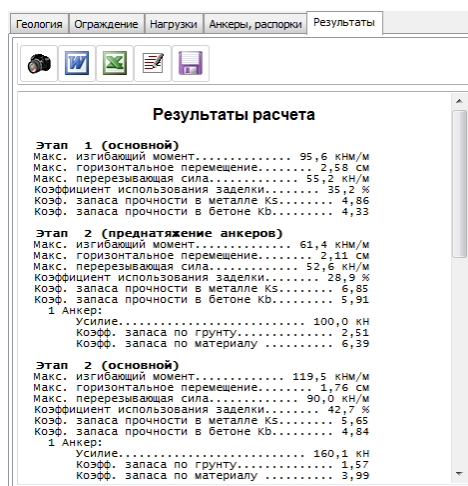 Геология Ограждение Нагрузки Анкеры, распорки Результаты
Результаты расчета
Этап 1 (основной)
Макс. изгибающий момент.............. 95,6 кНм/м
Макс. горизонтальное перемещение........ 2,58 см
Макс. перерезывающая сила............. 55,2 кН/м
Коэффициент использования заделки........ 35,2 %
Коэф. запаса прочности в металле Ks........ 4,86
Коэф. запаса прочности в бетоне Kb......... 4,33
Этап 2 (преднатяжение анкеров)
Макс. изгибающий момент.............. 61,4 кНм/м
Макс. горизонтальное перемещение........ 2,11 см
Макс. перерезывающая сила............. 52,6 кН/м
Коэффициент использования заделки........ 28,9 %
Коэф. запаса прочности в металле Ks........ 6,85
Коэф. запаса прочности в бетоне Kb......... 5,91
1 Анкер:
Усилие......................... 100,0 кН
Коэфф. запаса по грунту............ 2,51
Коэфф. запаса по материалу ........ 6,39
Этап 2 (основной)
Макс. изгибающий момент............. 119,5 кНм/м
Макс. горизонтальное перемещение........ 1,76 см
Макс. перерезывающая сила............. 90,0 кН/м
Коэффициент использования заделки........ 42,7 %
Коэф. запаса прочности в металле Ks........ 5,65
Коэф. запаса прочности в бетоне Kb......... 4,84
1 Анкер:
Усилие......................... 160,1 кН
Коэфф. запаса по грунту............ 1,57
Коэфф. запаса по материалу ........ 3,99